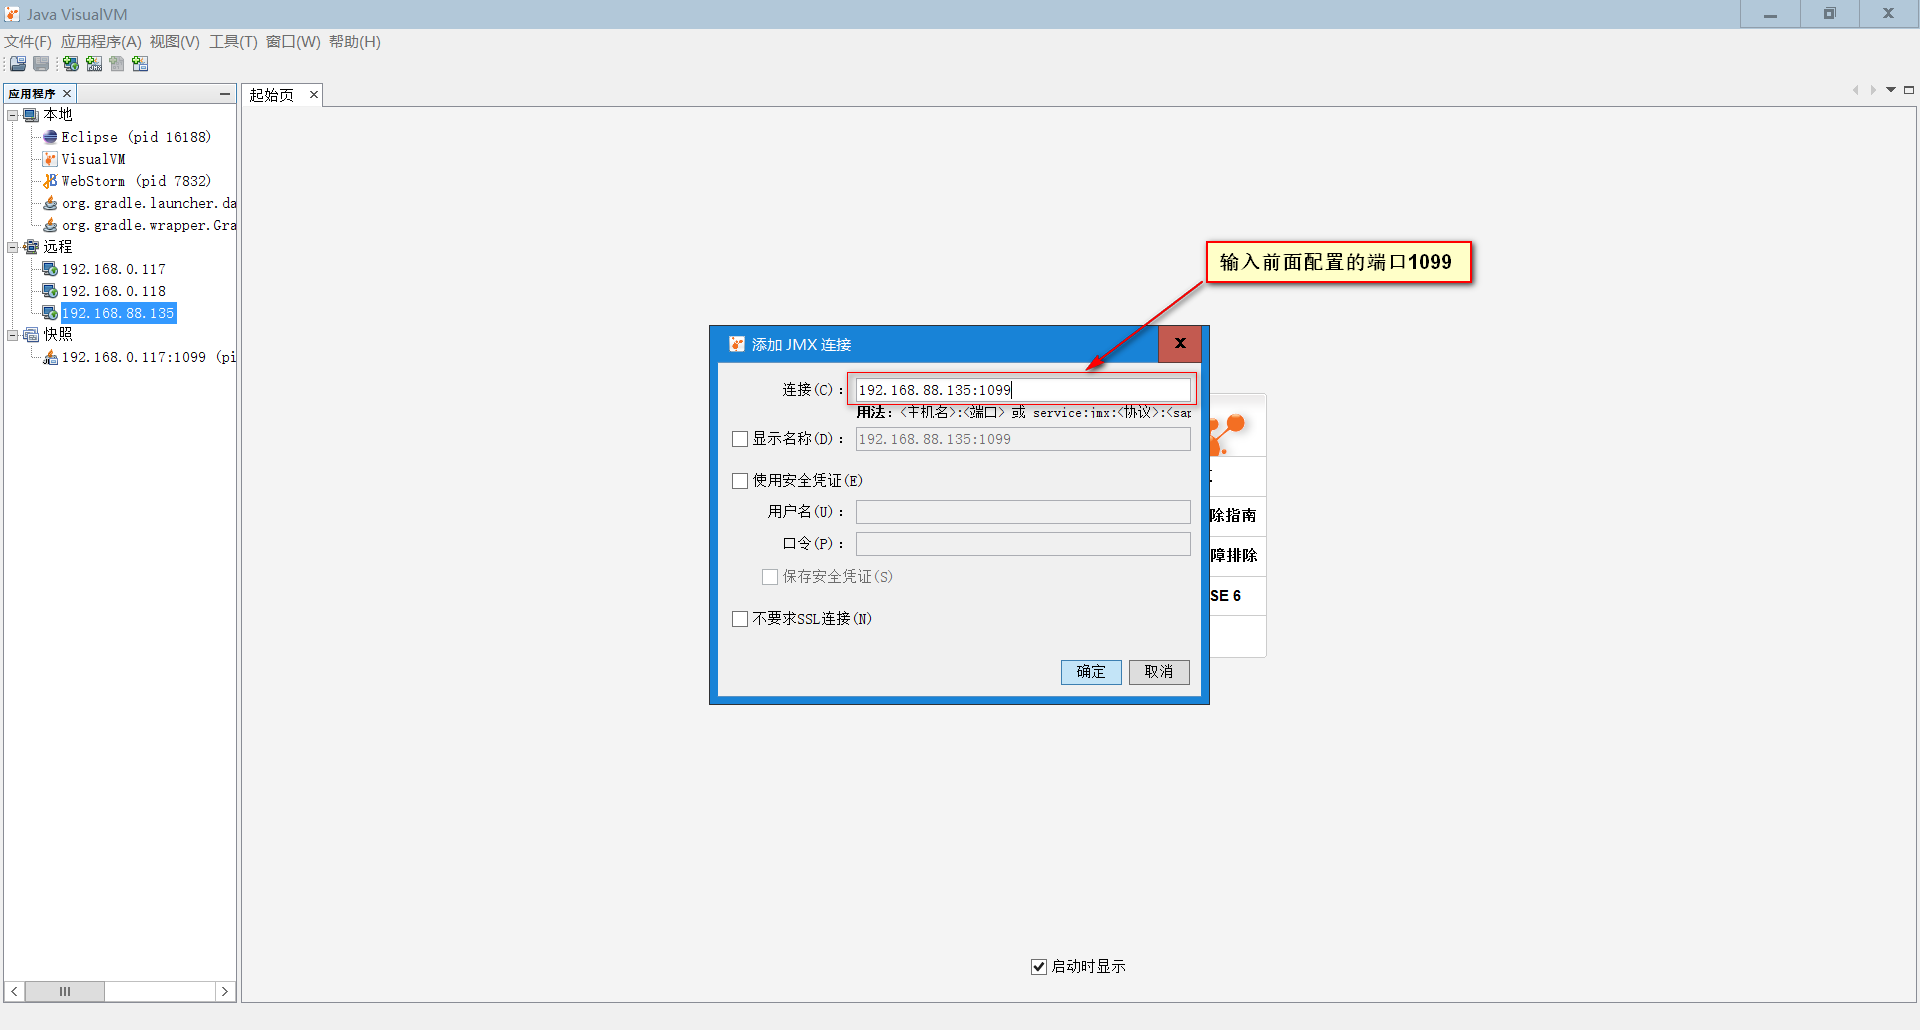 Java VisualVM
文件(F) 应用程序(A) 视图(V) 工具(T) 窗口(W) 帮助(H)
应用程序
起始页
本地
Eclipse (pid 16188)
VisualVM
WebStorm (pid 7832)
org.gradle.launcher.da
org.gradle.wrapper.Gra
远程
192.168.0.117
192.168.0.118
192.168.88.135
快照
192.168.0.117:1099 (pi
输入前面配置的端口1099
添加 JMX 连接
连接(C)： 192.168.88.135:1099
用法：<主机名>:<端口> 或 service:jmx:<协议>:<sap
显示名称(D)： 192.168.88.135:1099
使用安全凭证(E)
用户名(U)：
口令(P)：
保存安全凭证(S)
不要求SSL连接(N)
确定 取消
除指南
障排除
SE 6
启动时显示